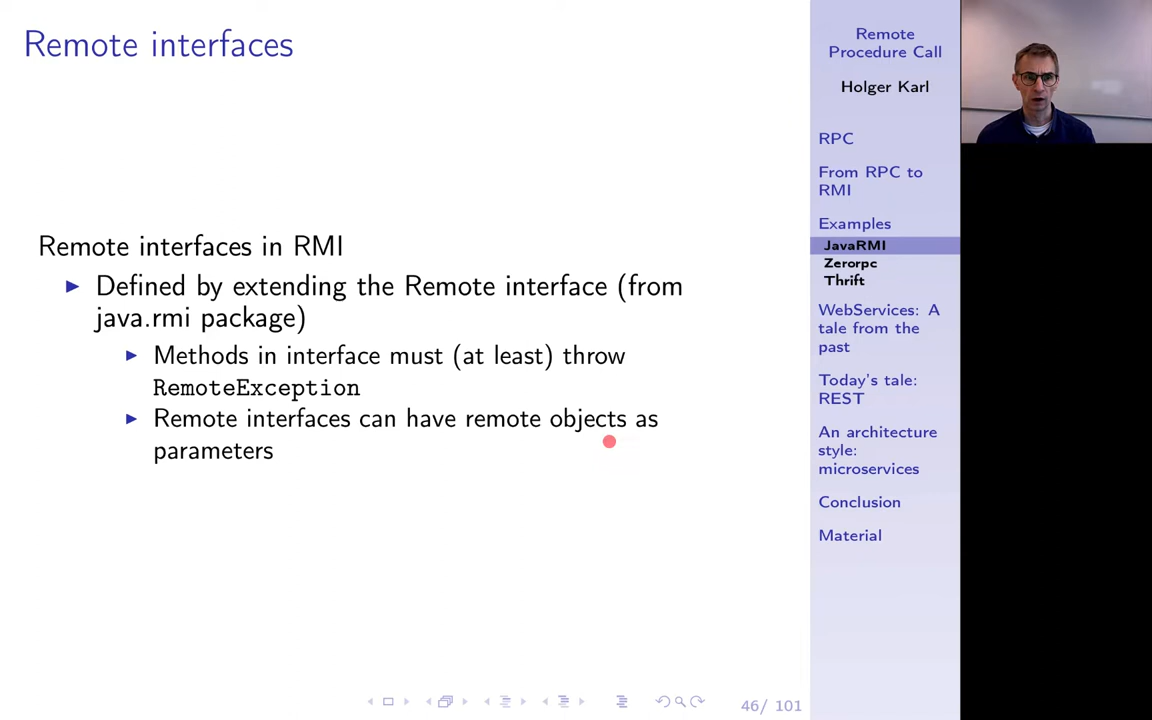 Remote interfaces
Remote interfaces in RMI
Defined by extending the Remote interface (from
java.rmi package)
Methods in interface must (at least) throw
RemoteException
Remote interfaces can have remote objects as
parameters
46/ 101
Remote
Procedure Call
Holger Karl
RPC
From RPC to
RMI
Examples
JavaRMI
Zerorpc
Thrift
WebServices: A
tale from the
past
Today's tale:
REST
An architecture
style:
microservices
Conclusion
Material